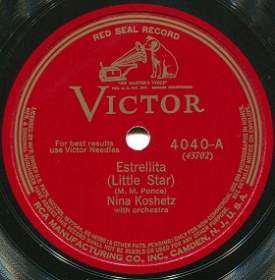 RED SEAL RECORD
"HIS MASTER'S VOICE"
VICTOR
For best results
use Victor Needles
4040-A
(45702)
Estrellita
(Little Star)
(M. M. Ponce)
Nina Koshetz
with orchestra
RCA MANUFACTURING CO., INC., CAMDEN, N. J., U. S. A.